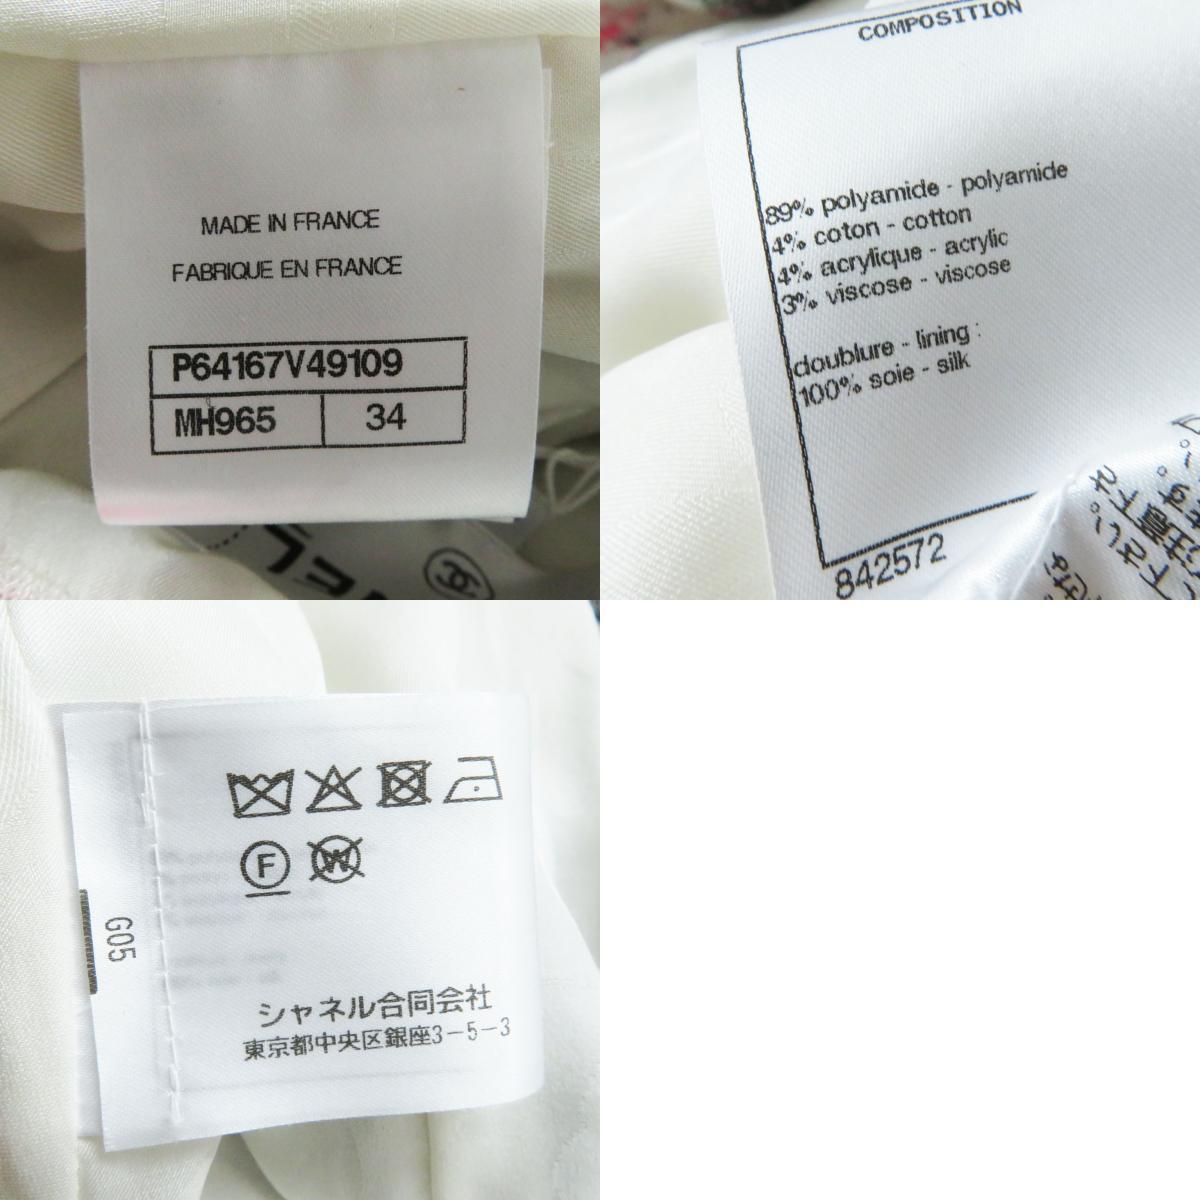 MADE IN FRANCE
FABRIQUE EN FRANCE
P64167V49109
MH965 34
COMPOSITION
89% polyamide - polyamide
4% coton - cotton
4% acrylique - acrylic
3% viscose - viscose
doublure - lining :
100% soie - silk
842572
F W
G05
シャネル合同会社
東京都中央区銀座3-5-3